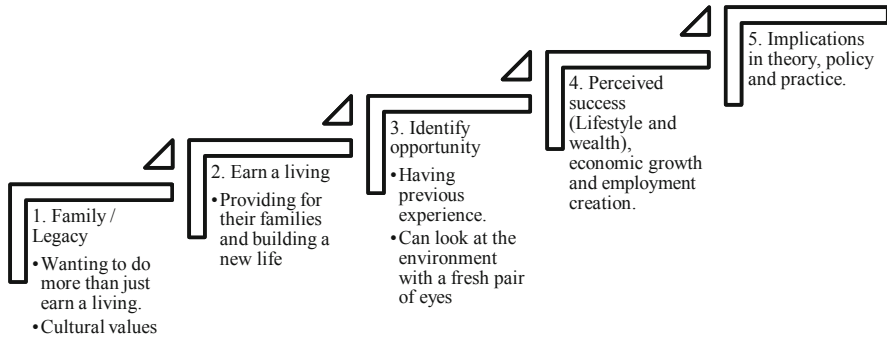 1. Family /
Legacy
•Wanting to do
more than just
earn a living.
•Cultural values
2. Earn a living
•Providing for
their families
and building a
new life
3. Identify
opportunity
•Having
previous
experience.
•Can look at the
environment
with a fresh pair
of eyes
4. Perceived
success
(Lifestyle and
wealth),
economic growth
and employment
creation.
5. Implications
in theory, policy
and practice.